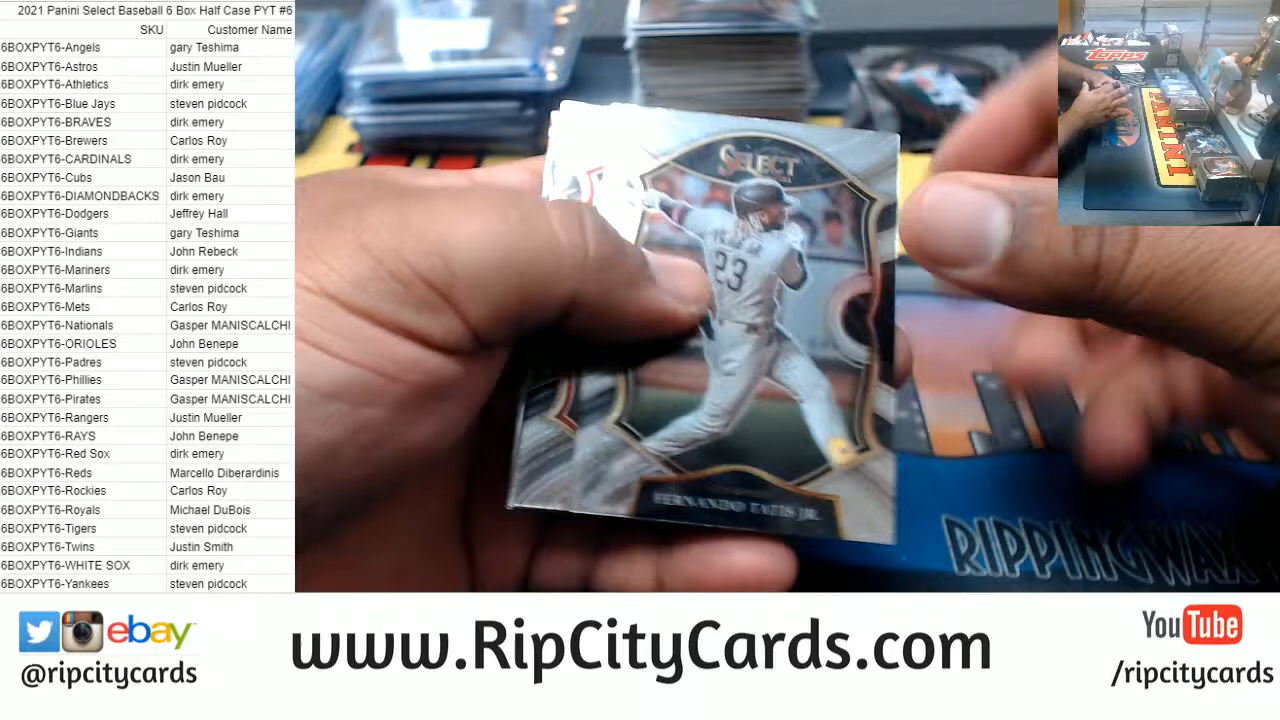 2021 Panini Select Baseball 6 Box Half Case PYT #6
SKU Customer Name
6BOXPYT6-Angels gary Teshima
6BOXPYT6-Astros Justin Mueller
6BOXPYT6-Athletics dirk emery
6BOXPYT6-Blue Jays steven pidcock
6BOXPYT6-BRAVES dirk emery
6BOXPYT6-Brewers Carlos Roy
6BOXPYT6-CARDINALS dirk emery
6BOXPYT6-Cubs Jason Bau
6BOXPYT6-DIAMONDBACKS dirk emery
6BOXPYT6-Dodgers Jeffrey Hall
6BOXPYT6-Giants gary Teshima
6BOXPYT6-Indians John Rebeck
6BOXPYT6-Mariners dirk emery
6BOXPYT6-Marlins steven pidcock
6BOXPYT6-Mets Carlos Roy
6BOXPYT6-Nationals Gasper MANISCALCHI
6BOXPYT6-ORIOLES John Benepe
6BOXPYT6-Padres steven pidcock
6BOXPYT6-Phillies Gasper MANISCALCHI
6BOXPYT6-Pirates Gasper MANISCALCHI
6BOXPYT6-Rangers Justin Mueller
6BOXPYT6-RAYS John Benepe
6BOXPYT6-Red Sox dirk emery
6BOXPYT6-Reds Marcello Diberardinis
6BOXPYT6-Rockies Carlos Roy
6BOXPYT6-Royals Michael DuBois
6BOXPYT6-Tigers steven pidcock
6BOXPYT6-Twins Justin Smith
6BOXPYT6-WHITE SOX dirk emery
6BOXPYT6-Yankees steven pidcock
SELECT
23
FERNANDO TATIS JR.
Topps
PANINI
RIPPINGWAX
ebay
@ripcitycards
www.RipCityCards.com
YouTube
/ripcitycards